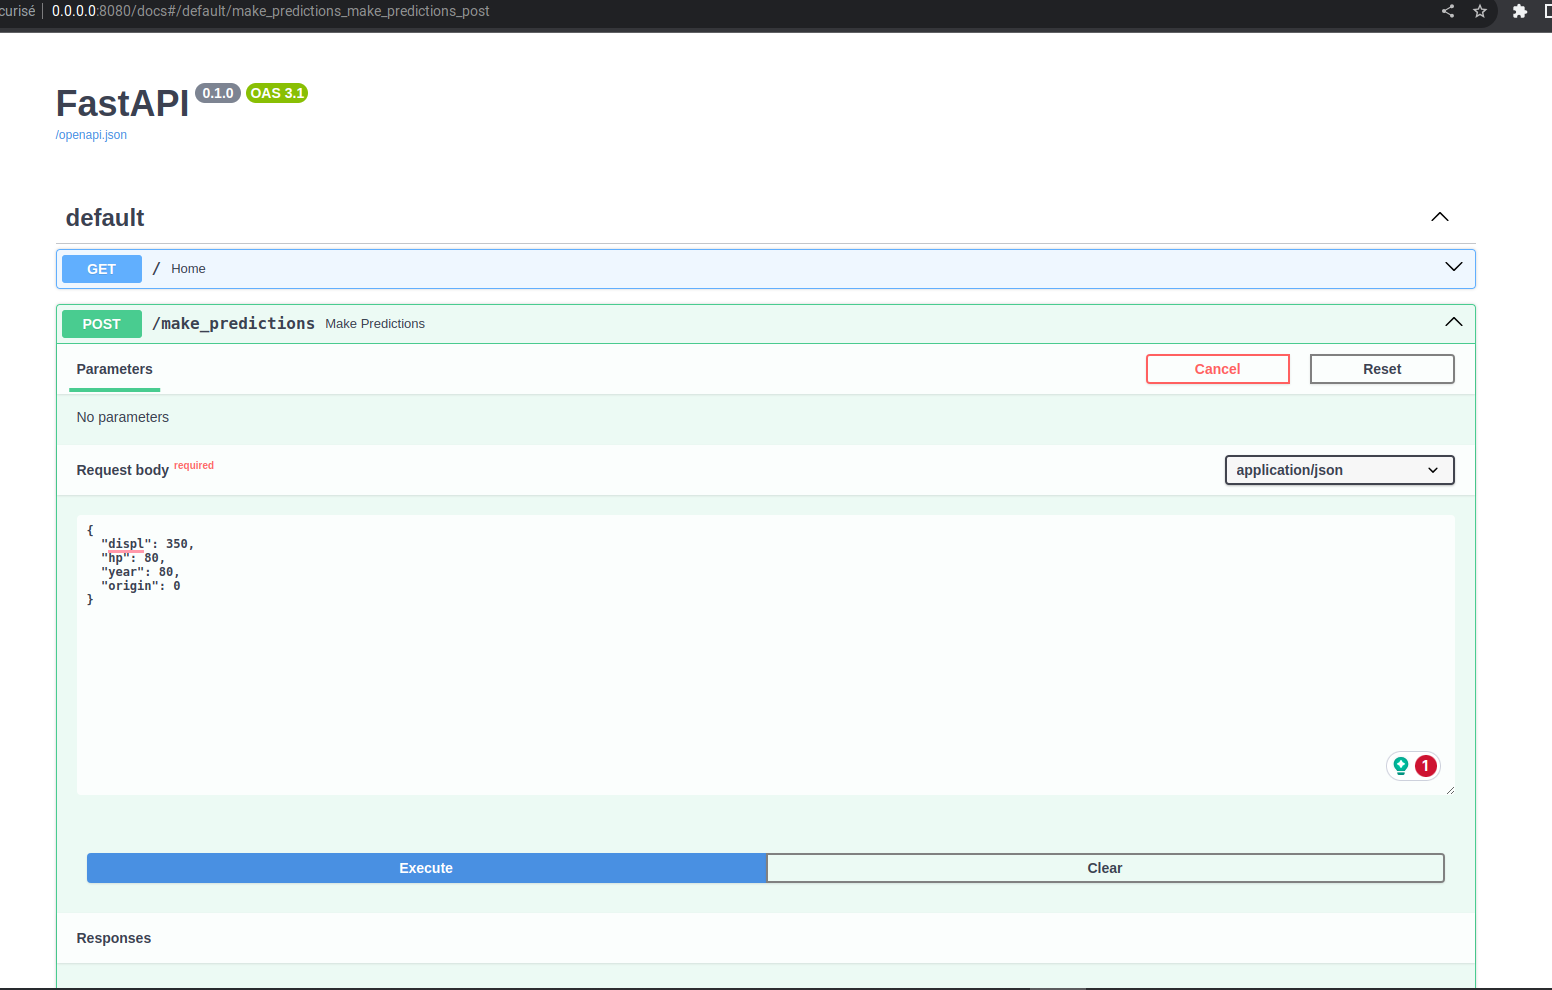 curisé 0.0.0.0:8080/docs#/default/make_predictions_make_predictions_post
FastAPI 0.1.0 OAS 3.1
/openapi.json
default
GET / Home
POST /make_predictions Make Predictions
Parameters Cancel Reset
No parameters
Request body required application/json
{
"displ": 350,
"hp": 80,
"year": 80,
"origin": 0
}
1
Execute Clear
Responses